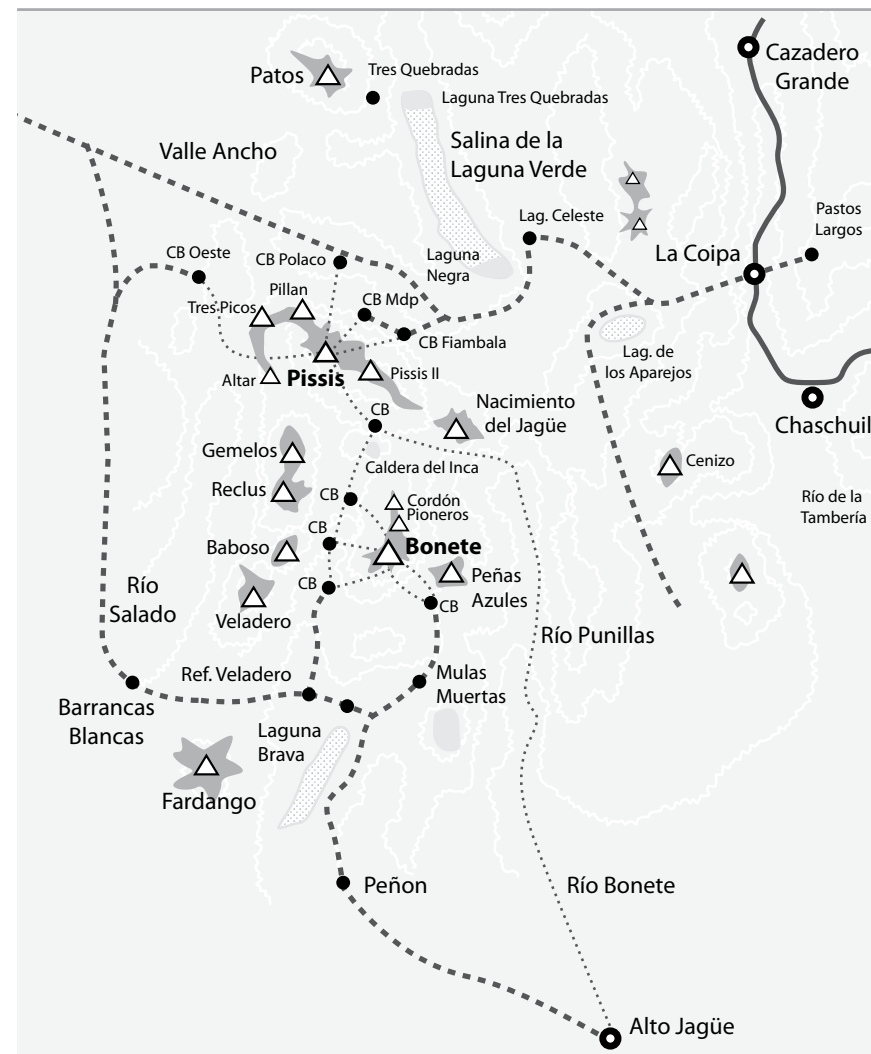 Cazadero
Grande
Patos
Tres Quebradas
Laguna Tres Quebradas
Valle Ancho
Salina de la
Laguna Verde
Pastos
Largos
Lag. Celeste
CB Oeste
CB Polaco
Laguna
Negra
La Coipa
Pillan
Tres Picos
CB Mdp
CB Fiambala
Lag. de
los Aparejos
Altar
Pissis
Pissis II
Chaschuil
Nacimiento
del Jagüe
CB
Gemelos
Caldera del Inca
Cenizo
Reclus
CB
Cordón
Pioneros
Río de la
Tambería
CB
Baboso
Bonete
Peñas
Azules
CB
CB
Veladero
Río
Salado
Río Punillas
Ref. Veladero
Mulas
Muertas
Barrancas
Blancas
Laguna
Brava
Fardango
Peñon
Río Bonete
Alto Jagüe